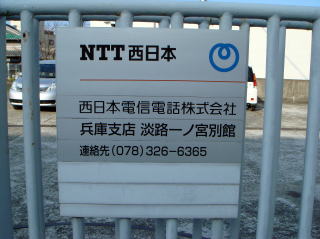 NTT西日本
西日本電信電話株式会社
兵庫支店 淡路一ノ宮別館
連絡先(078)326-6365